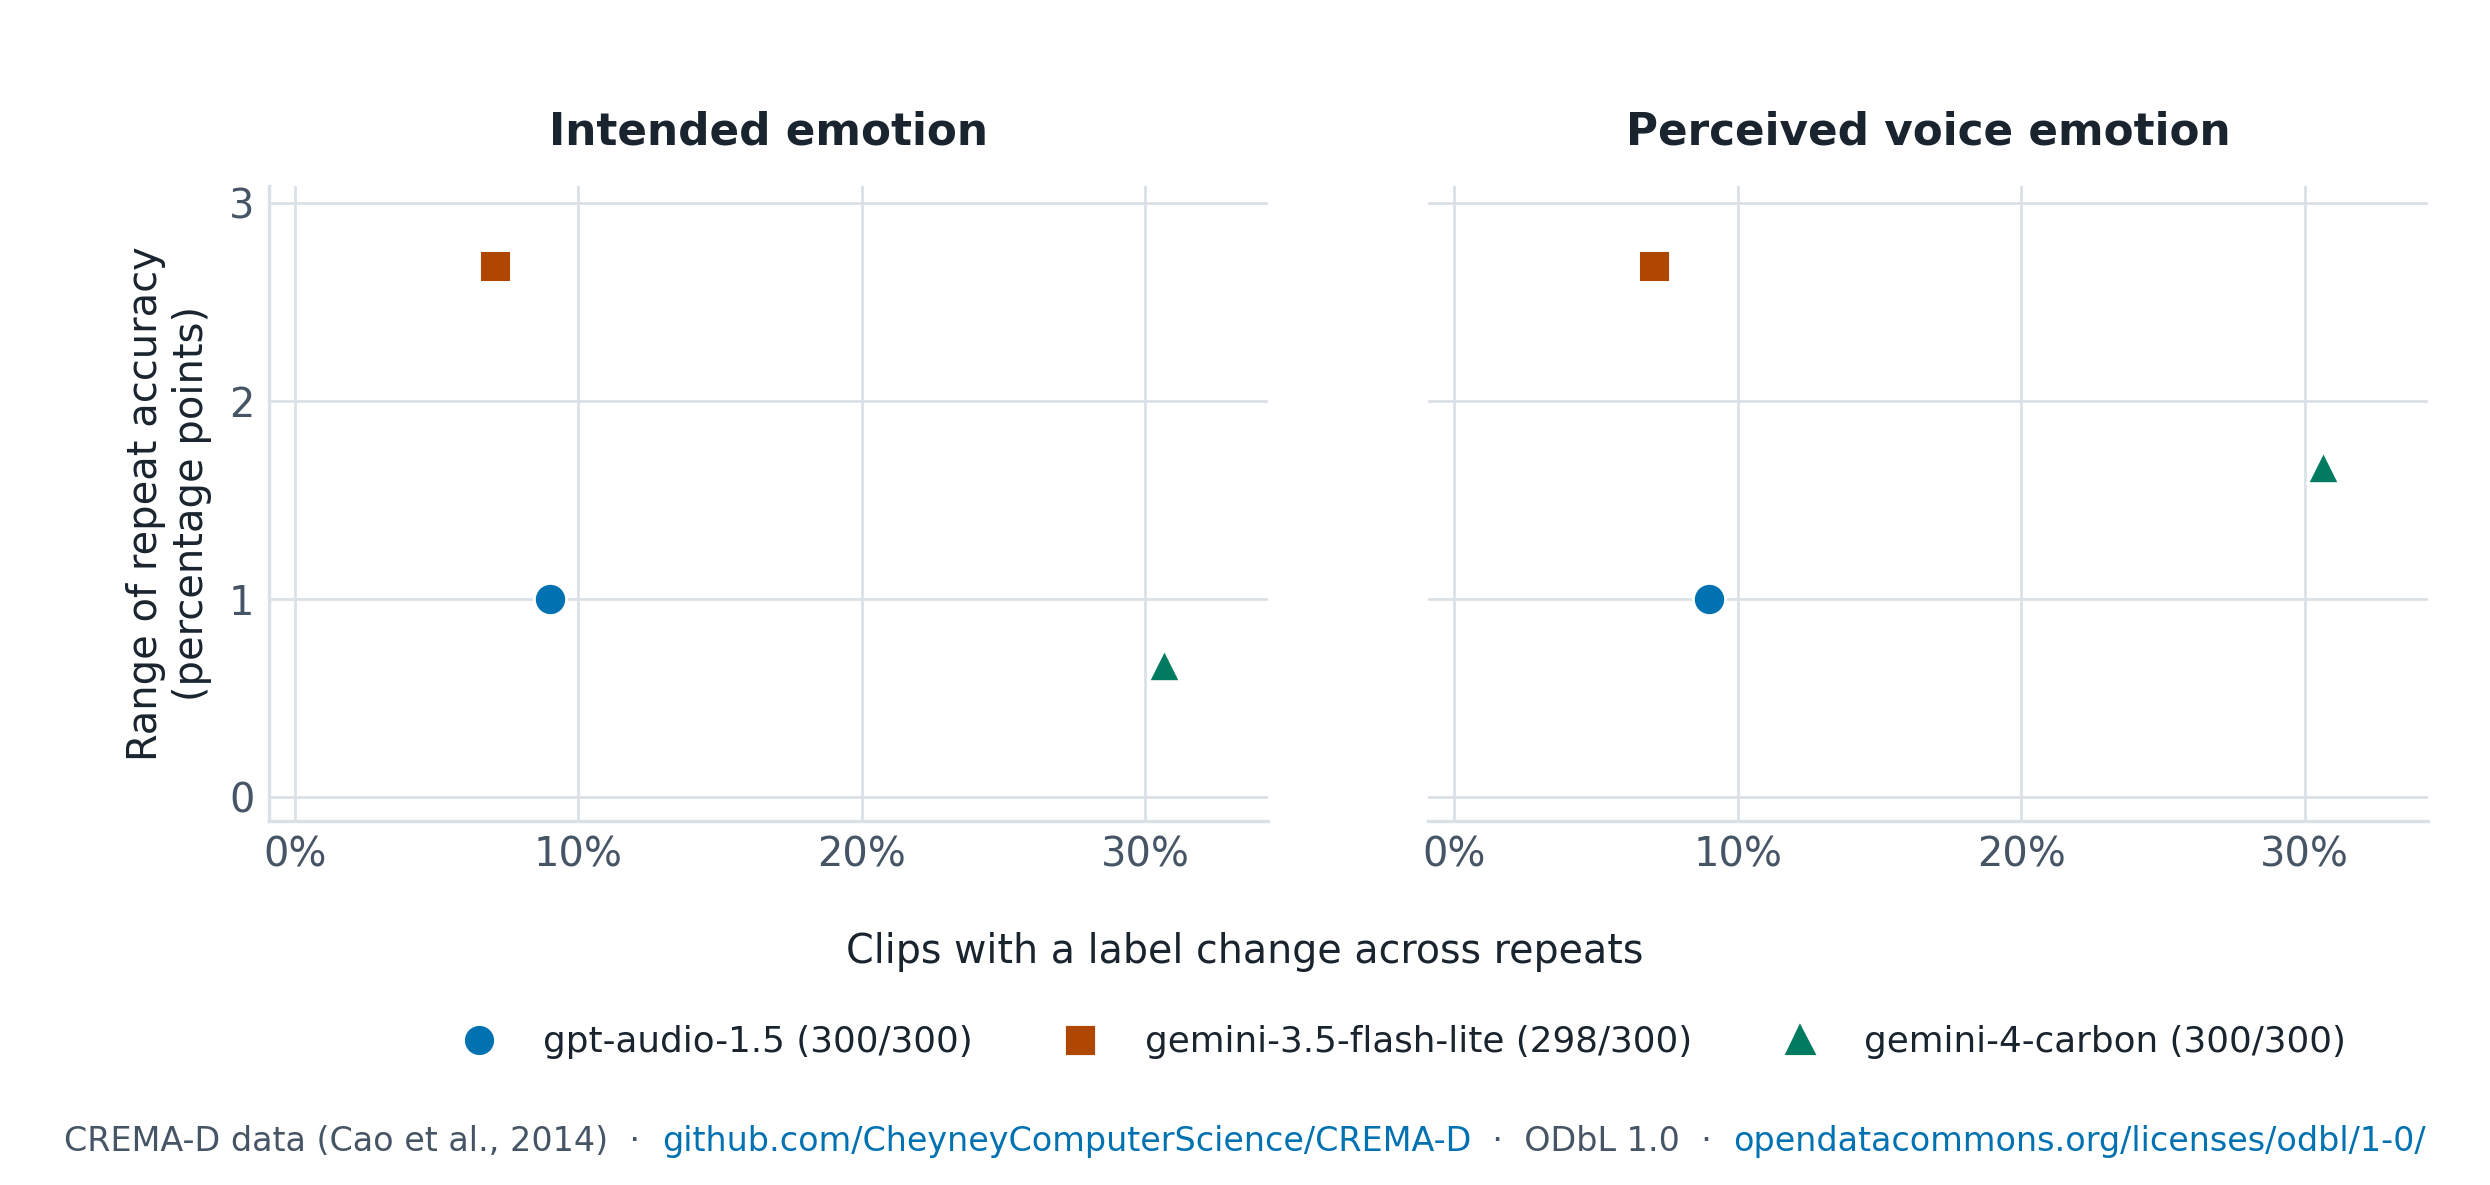 Intended emotion
Perceived voice emotion
Range of repeat accuracy
(percentage points)
3
2
1
0
0%
10%
20%
30%
0%
10%
20%
30%
Clips with a label change across repeats
gpt-audio-1.5 (300/300)
gemini-3.5-flash-lite (298/300)
gemini-4-carbon (300/300)
CREMA-D data (Cao et al., 2014) · github.com/CheyneyComputerScience/CREMA-D · ODbL 1.0 · opendatacommons.org/licenses/odbl/1-0/